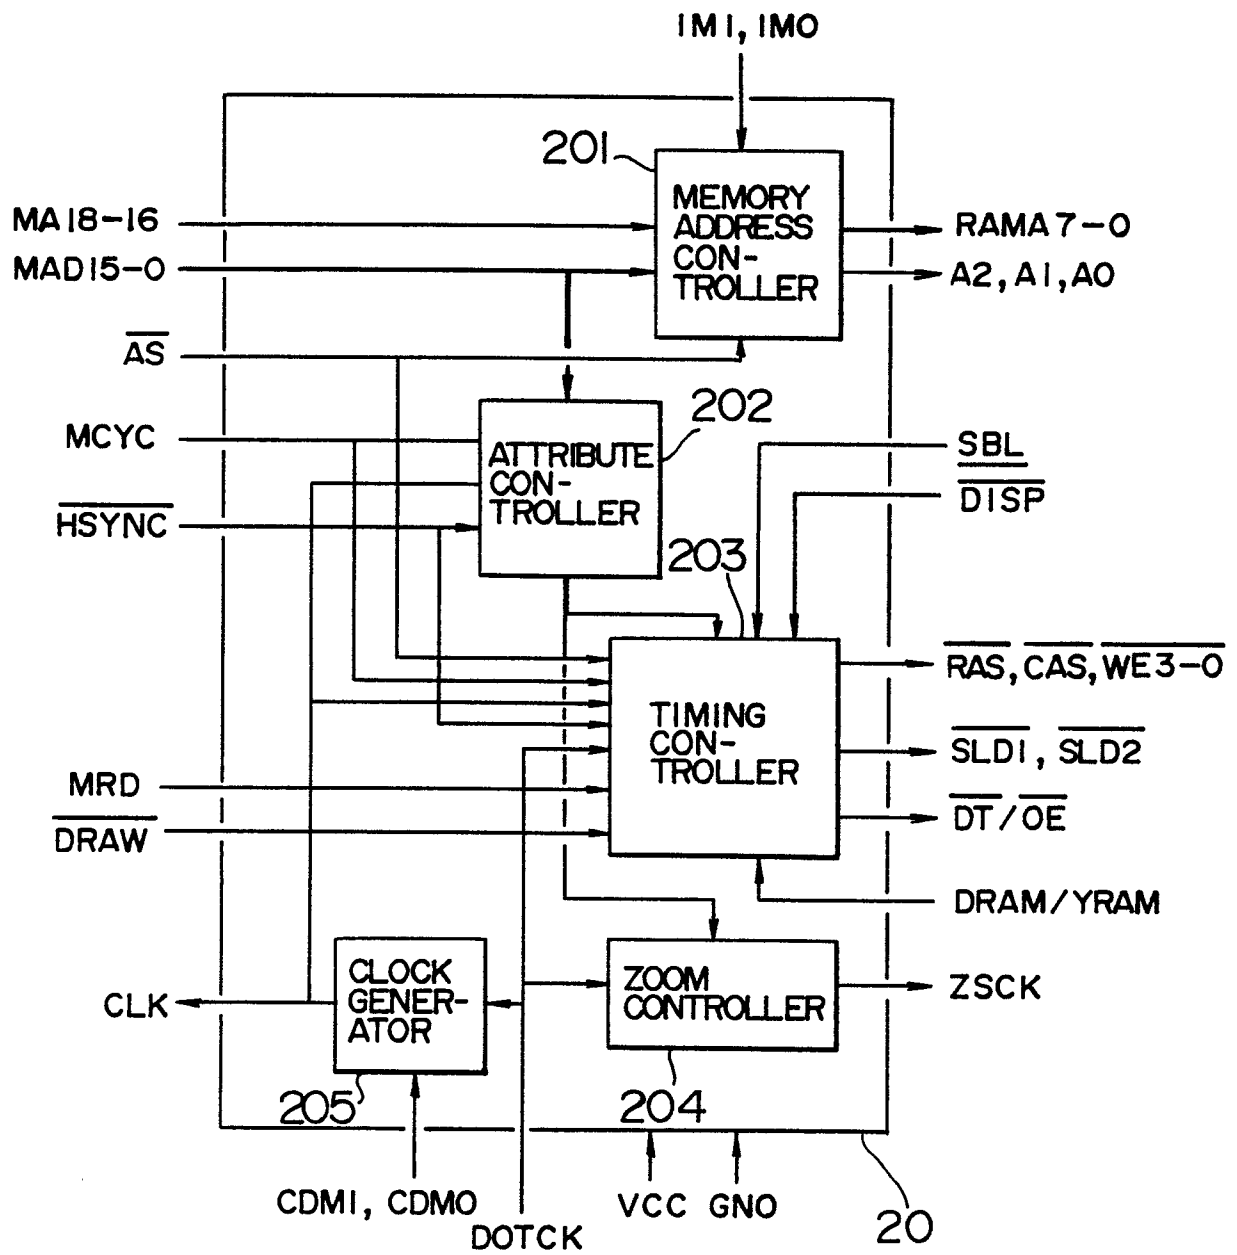 IM1, IM0
201
MEMORY
ADDRESS
CON-
TROLLER
MA18-16
RAMA7-0
MAD15-0
A2, A1, A0
AS
202
MCYC
ATTRIBUTE
CON-
TROLLER
SBL
DISP
HSYNC
203
RAS, CAS, WE3-0
TIMING
CON-
TROLLER
SLD1, SLD2
MRD
DT/OE
DRAW
DRAM/YRAM
CLOCK
GENER-
ATOR
ZOOM
CONTROLLER
CLK
ZSCK
205
204
CDM1, CDM0
VCC GNO
20
DOTCK